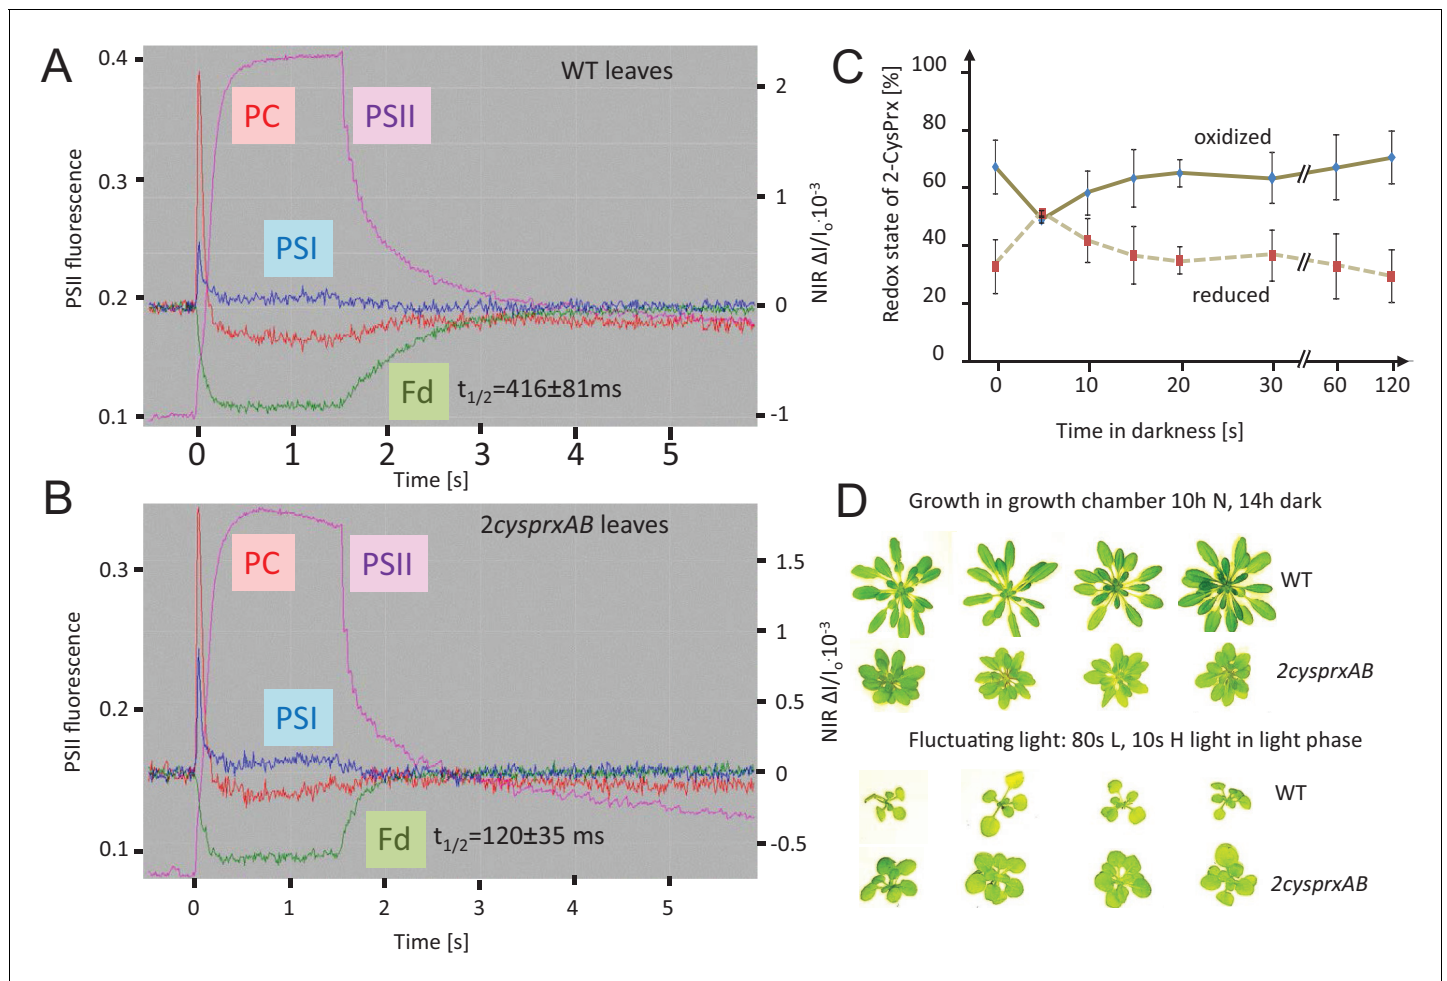 A
WT leaves
PC
PSII
PSI
Fd
t1/2=416±81ms
PSII fluorescence
0.4
0.3
0.2
0.1
NIR ΔI/Io·10-3
2
1
0
-1
0 1 2 3 4 5
Time [s]
B
2cysprxAB leaves
PC
PSII
PSI
Fd
t1/2=120±35 ms
PSII fluorescence
0.3
0.2
0.1
NIR ΔI/Io·10-3
1.5
1
0.5
0
-0.5
0 1 2 3 4 5
Time [s]
C
Redox state of 2-CysPrx [%]
100
80
60
40
20
0
oxidized
reduced
0 10 20 30 60 120
Time in darkness [s]
D
Growth in growth chamber 10h N, 14h dark
WT
2cysprxAB
Fluctuating light: 80s L, 10s H light in light phase
WT
2cysprxAB